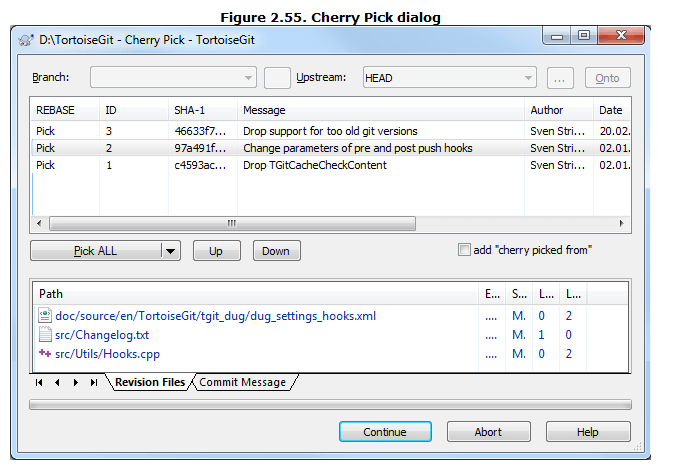 Figure 2.55. Cherry Pick dialog
D:\TortoiseGit - Cherry Pick - TortoiseGit
Branch: Upstream: HEAD ... Onto
REBASE ID SHA-1 Message Author Date
Pick 3 46633f7... Drop support for too old git versions Sven Stri... 20.02.
Pick 2 97a491f... Change parameters of pre and post push hooks Sven Stri... 02.01.
Pick 1 c4593ac... Drop TGitCacheCheckContent Sven Stri... 02.01.
Pick ALL Up Down add "cherry picked from"
Path E... S... L... L...
doc/source/en/TortoiseGit/tgit_dug/dug_settings_hooks.xml .... M. 0 2
src/Changelog.txt .... M. 1 0
src/Utils/Hooks.cpp .... M. 0 2
Revision Files Commit Message
Continue Abort Help